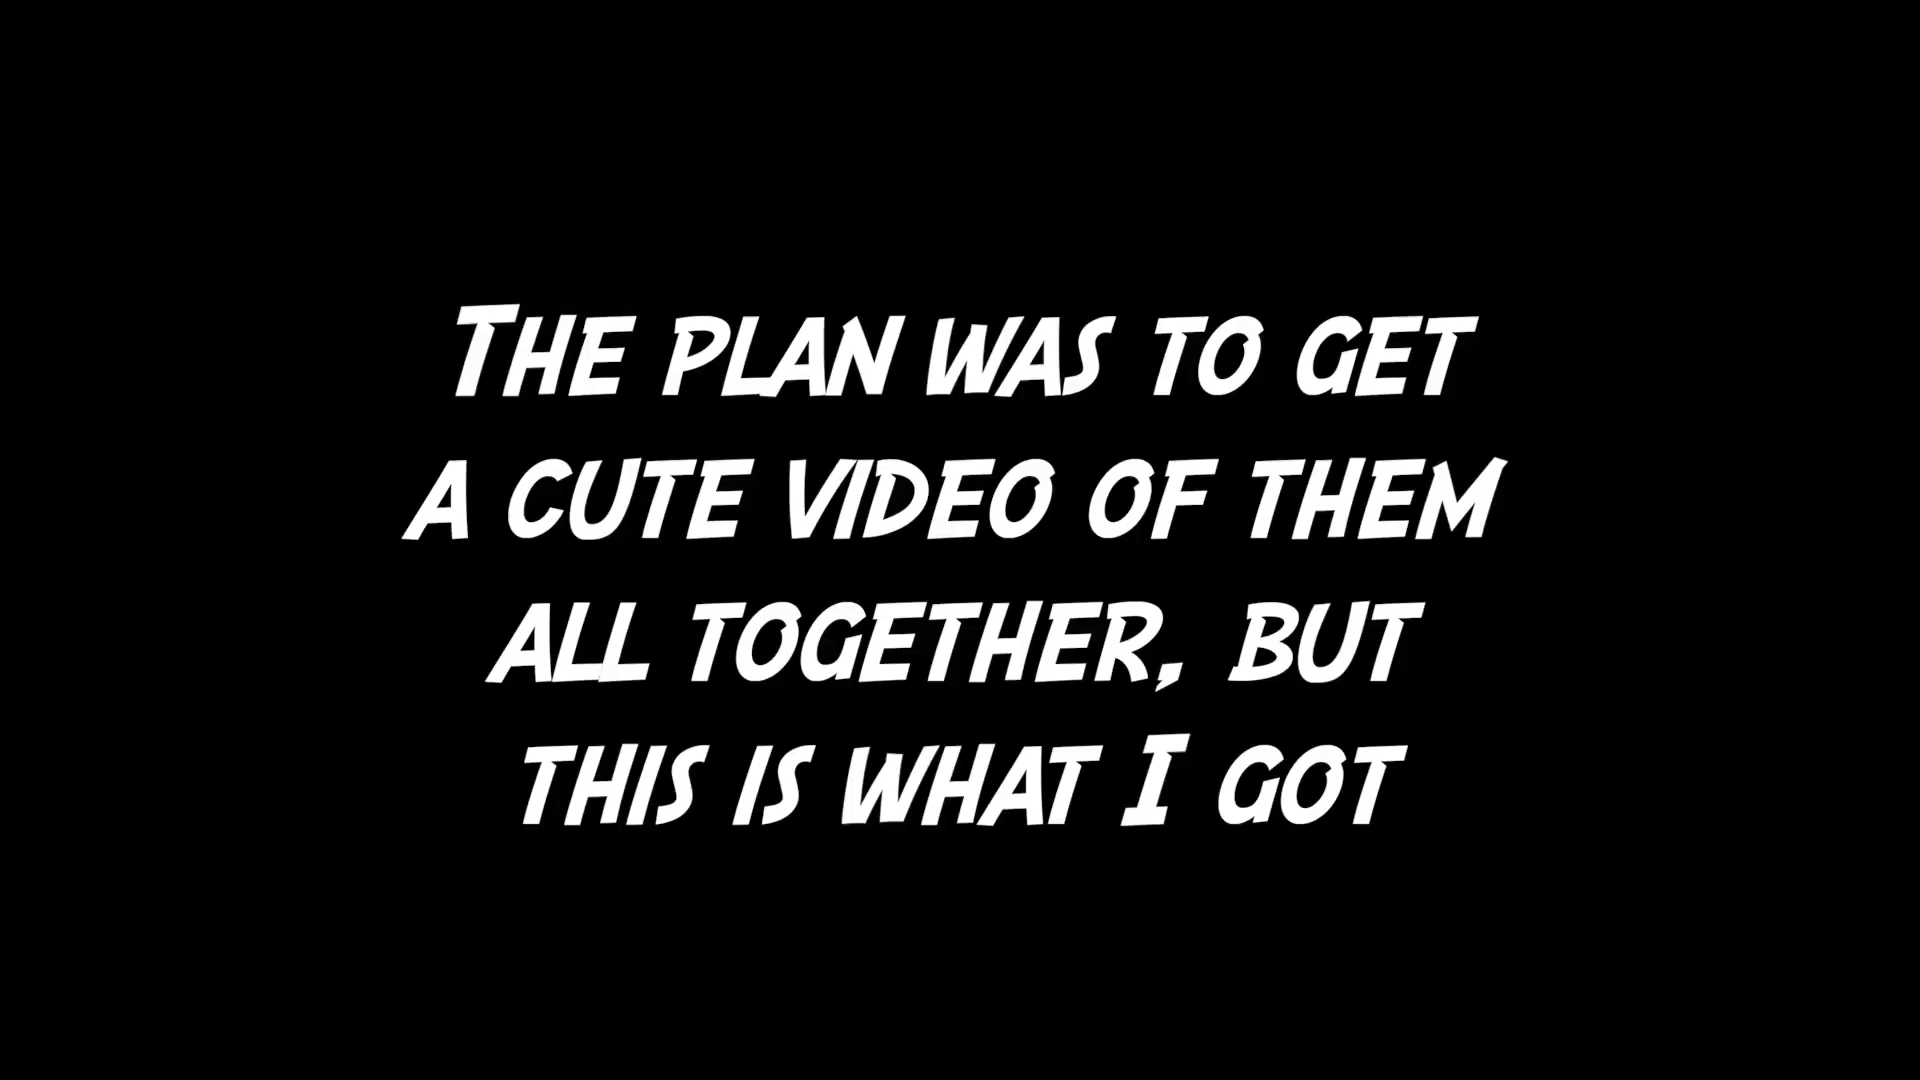 The plan was to get
a cute video of them
all together, but
this is what I got